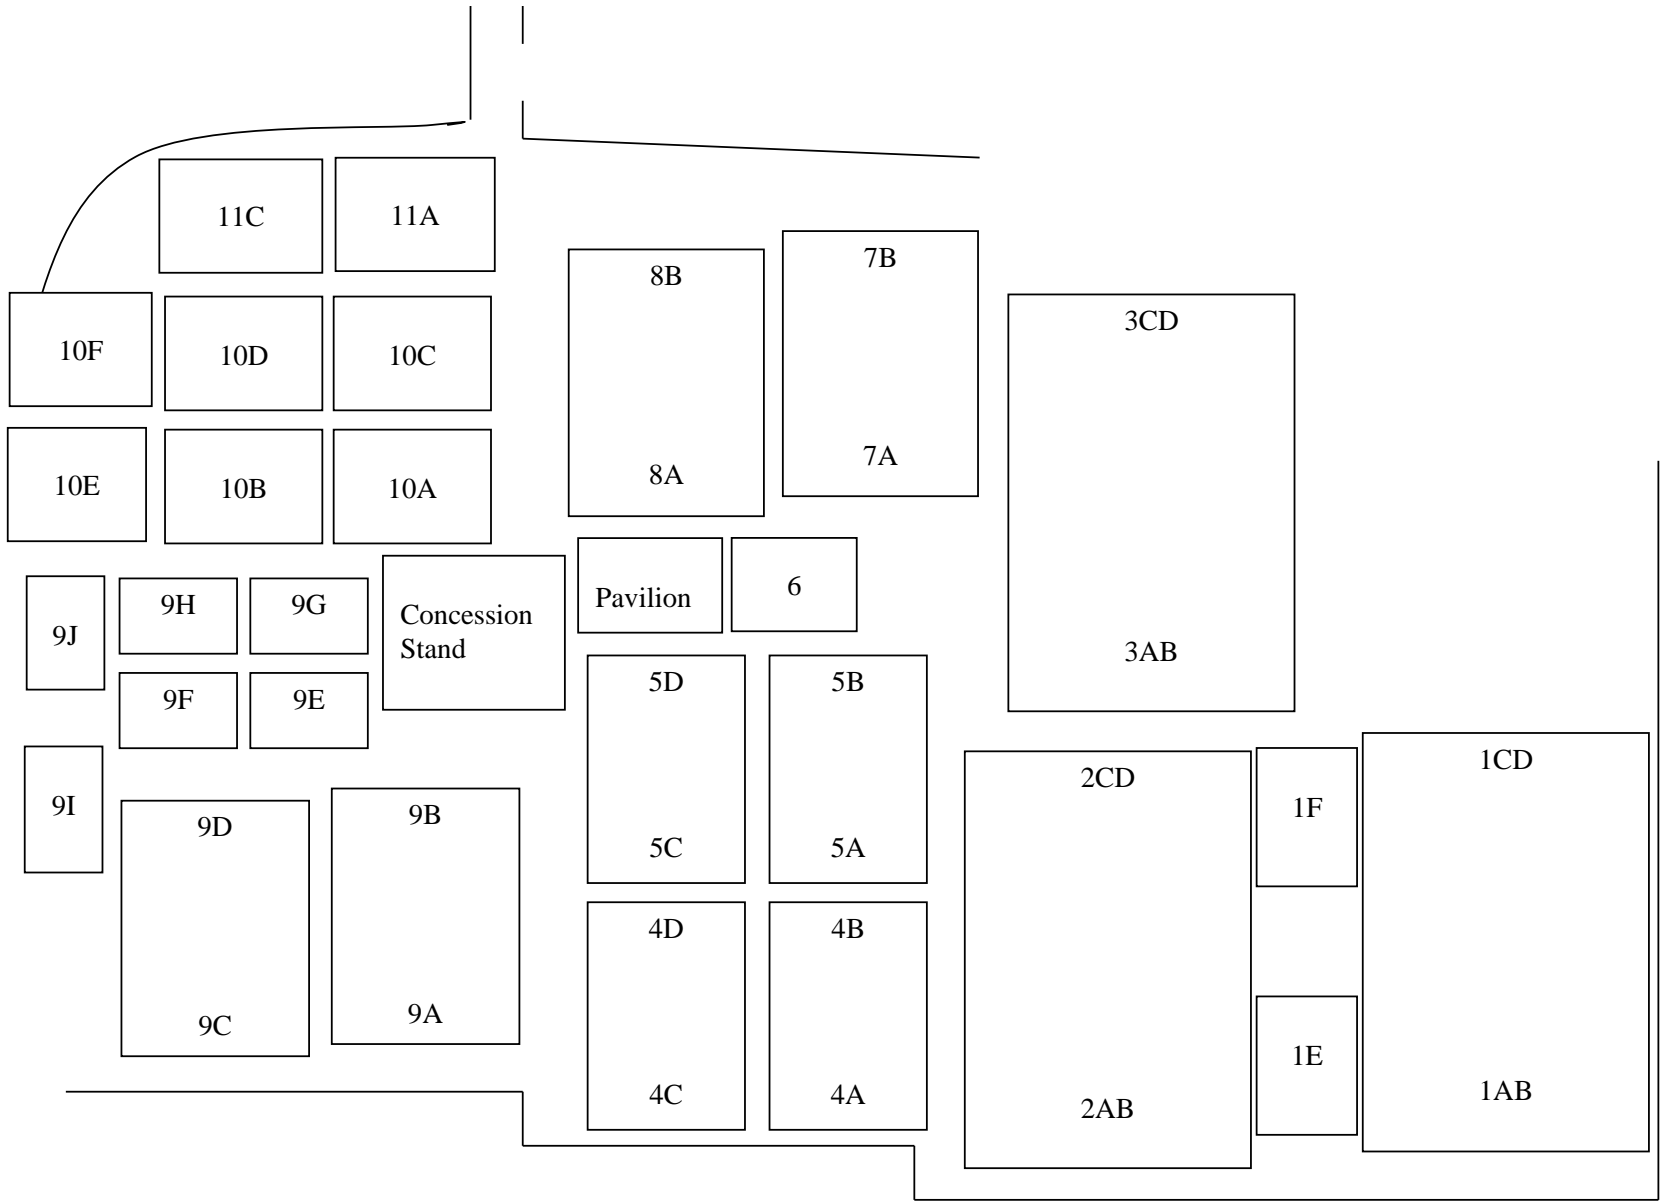 11C
11A
7B
8B
3CD
10F
10D
10C
7A
8A
10E
10B
10A
6
Pavilion
9H
9G
Concession
Stand
9J
3AB
5D
5B
9F
9E
1CD
2CD
9I
1F
9B
9D
5C
5A
4D
4B
9A
9C
1E
1AB
4C
4A
2AB